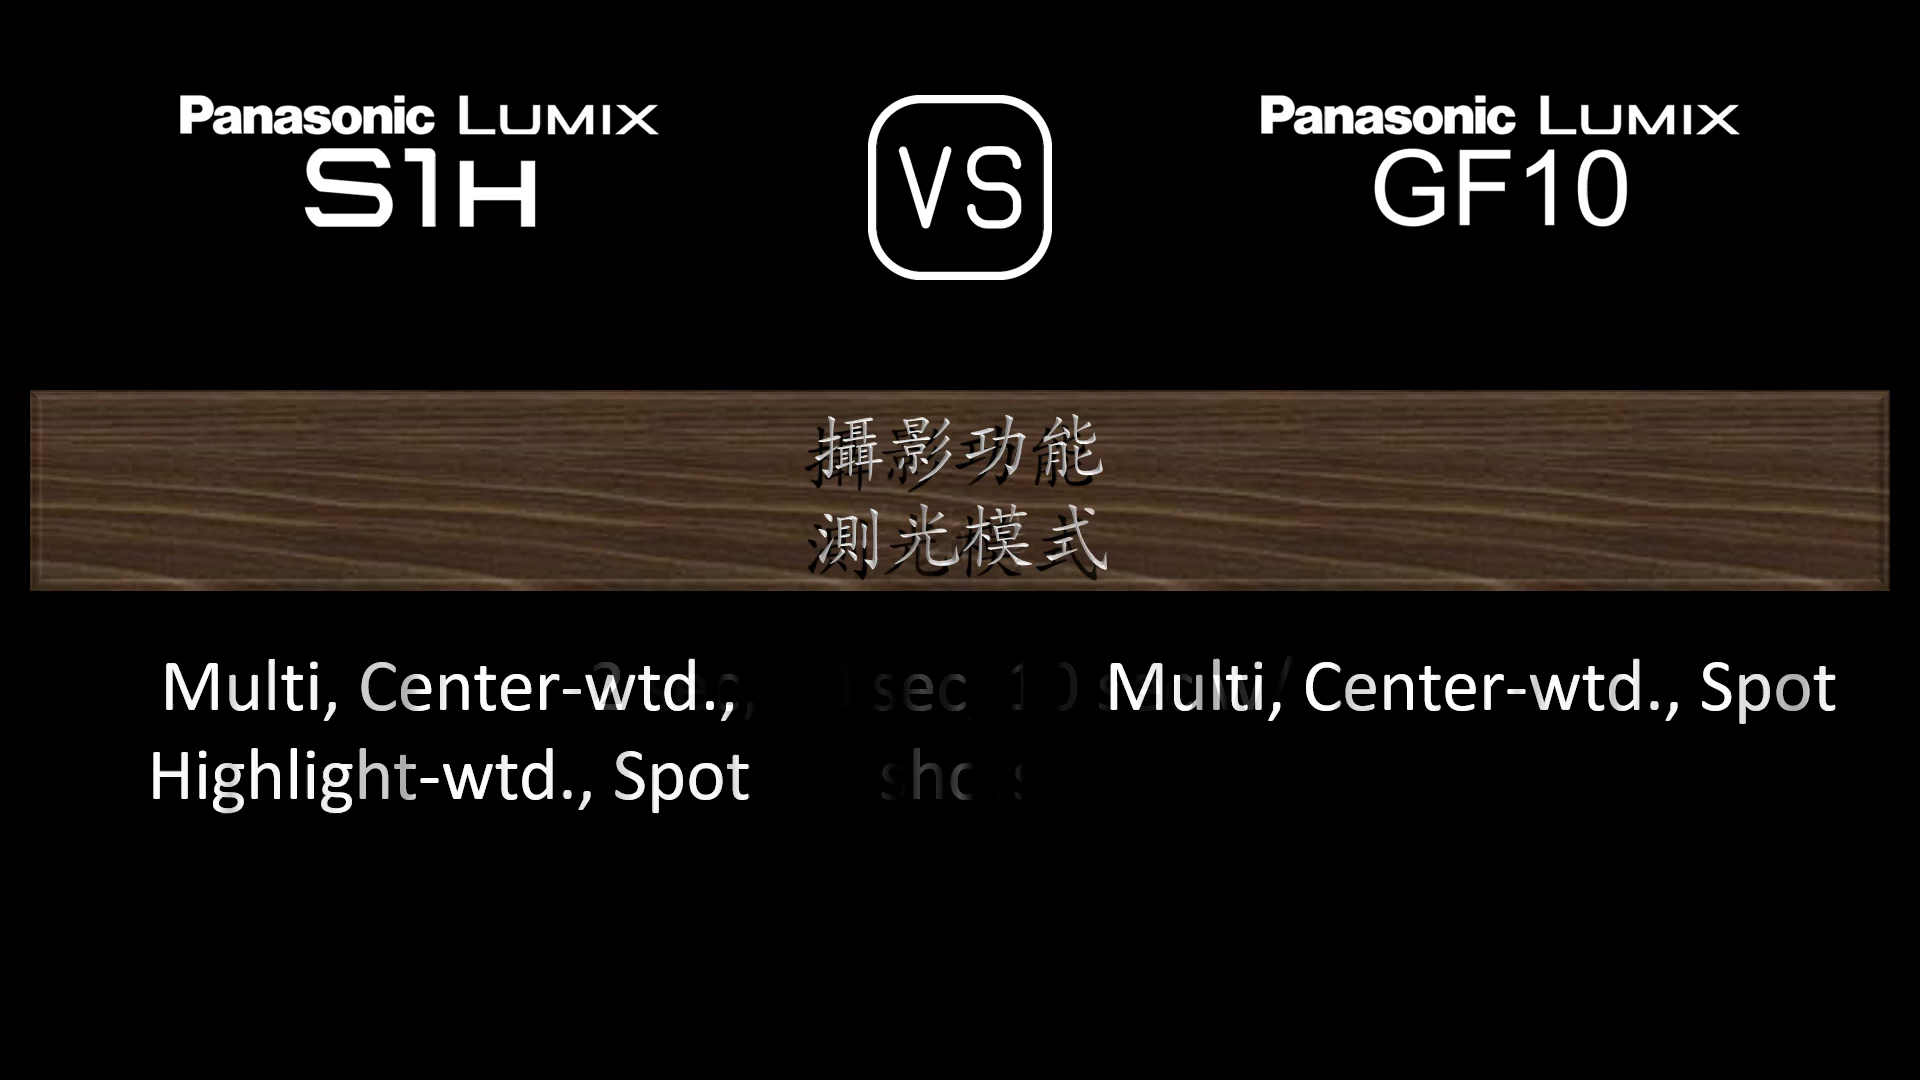 Panasonic LUMIX
S1H
VS
Panasonic LUMIX
GF10
攝影功能
測光模式
Multi, Center-wtd.,
Highlight-wtd., Spot
Multi, Center-wtd., Spot